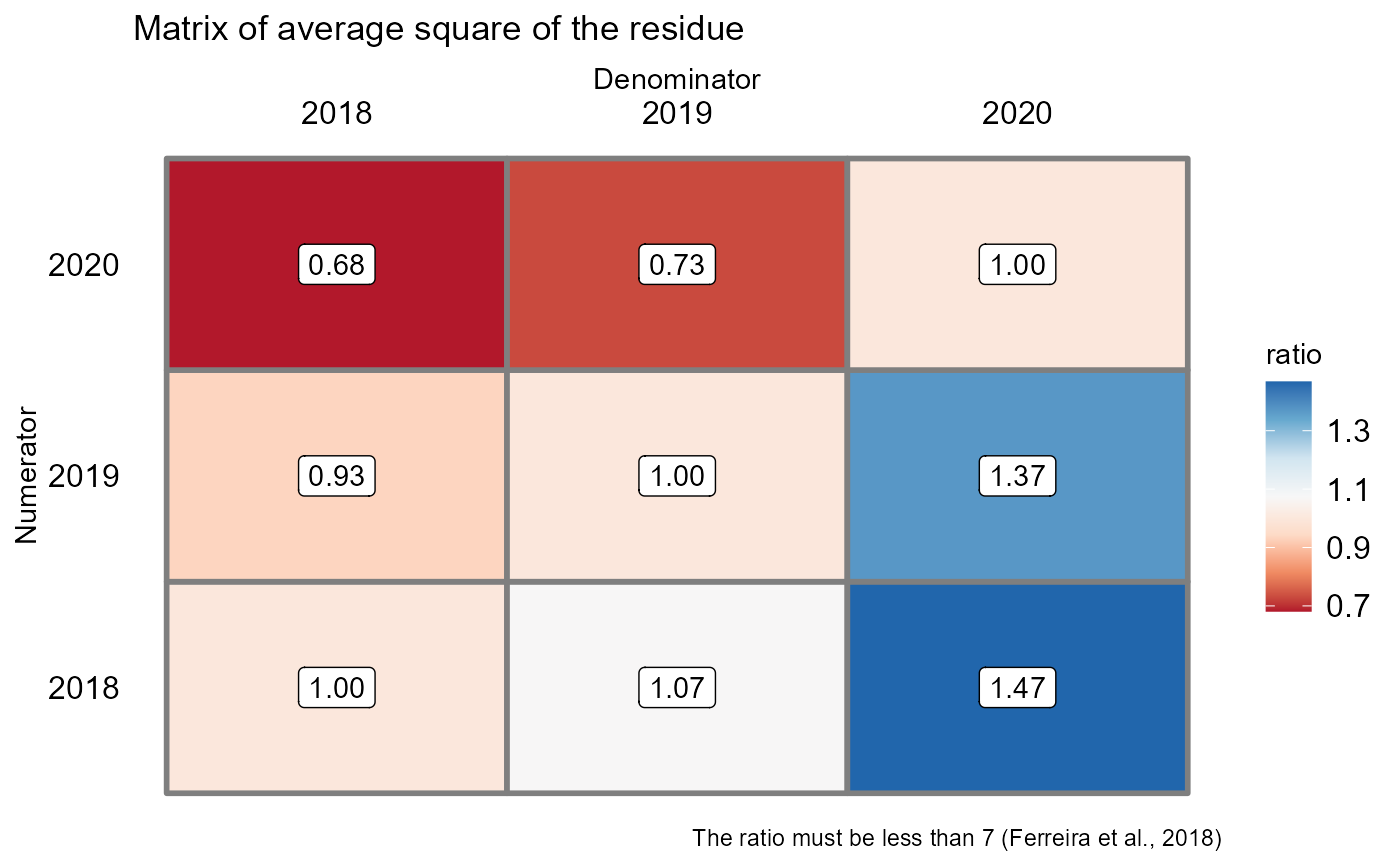 Matrix of average square of the residue
Denominator
2018 2019 2020
2020 0.68 0.73 1.00
Numerator
2019 0.93 1.00 1.37
2018 1.00 1.07 1.47
ratio
1.3
1.1
0.9
0.7
The ratio must be less than 7 (Ferreira et al., 2018)